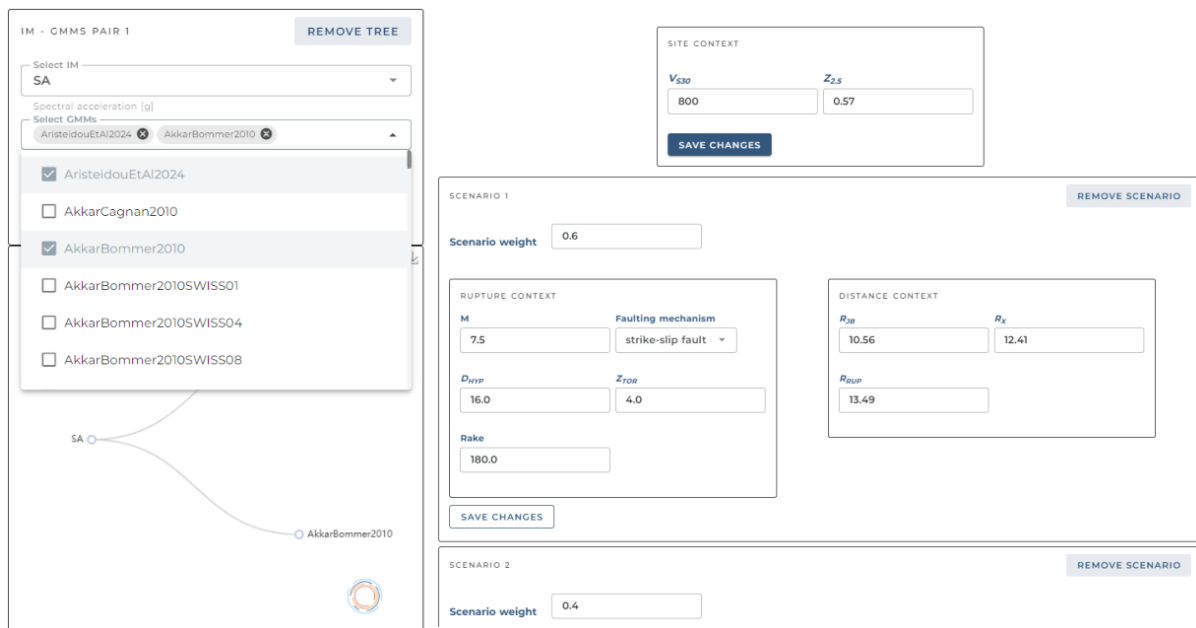 IM - GMMS PAIR 1
REMOVE TREE
Select IM
SA
Spectral acceleration [g]
Select GMMs
AristeidouEtAl2024 AkkarBommer2010
AristeidouEtAl2024
AkkarCagnan2010
AkkarBommer2010
AkkarBommer2010SWISS01
AkkarBommer2010SWISS04
AkkarBommer2010SWISS08
SA
AkkarBommer2010
SITE CONTEXT
VS30 Z2.5
800 0.57
SAVE CHANGES
SCENARIO 1
REMOVE SCENARIO
Scenario weight 0.6
RUPTURE CONTEXT
M Faulting mechanism
7.5 strike-slip fault
DHYP ZTOR
16.0 4.0
Rake
180.0
DISTANCE CONTEXT
RJB RX
10.56 12.41
RRUP
13.49
SAVE CHANGES
SCENARIO 2
REMOVE SCENARIO
Scenario weight 0.4